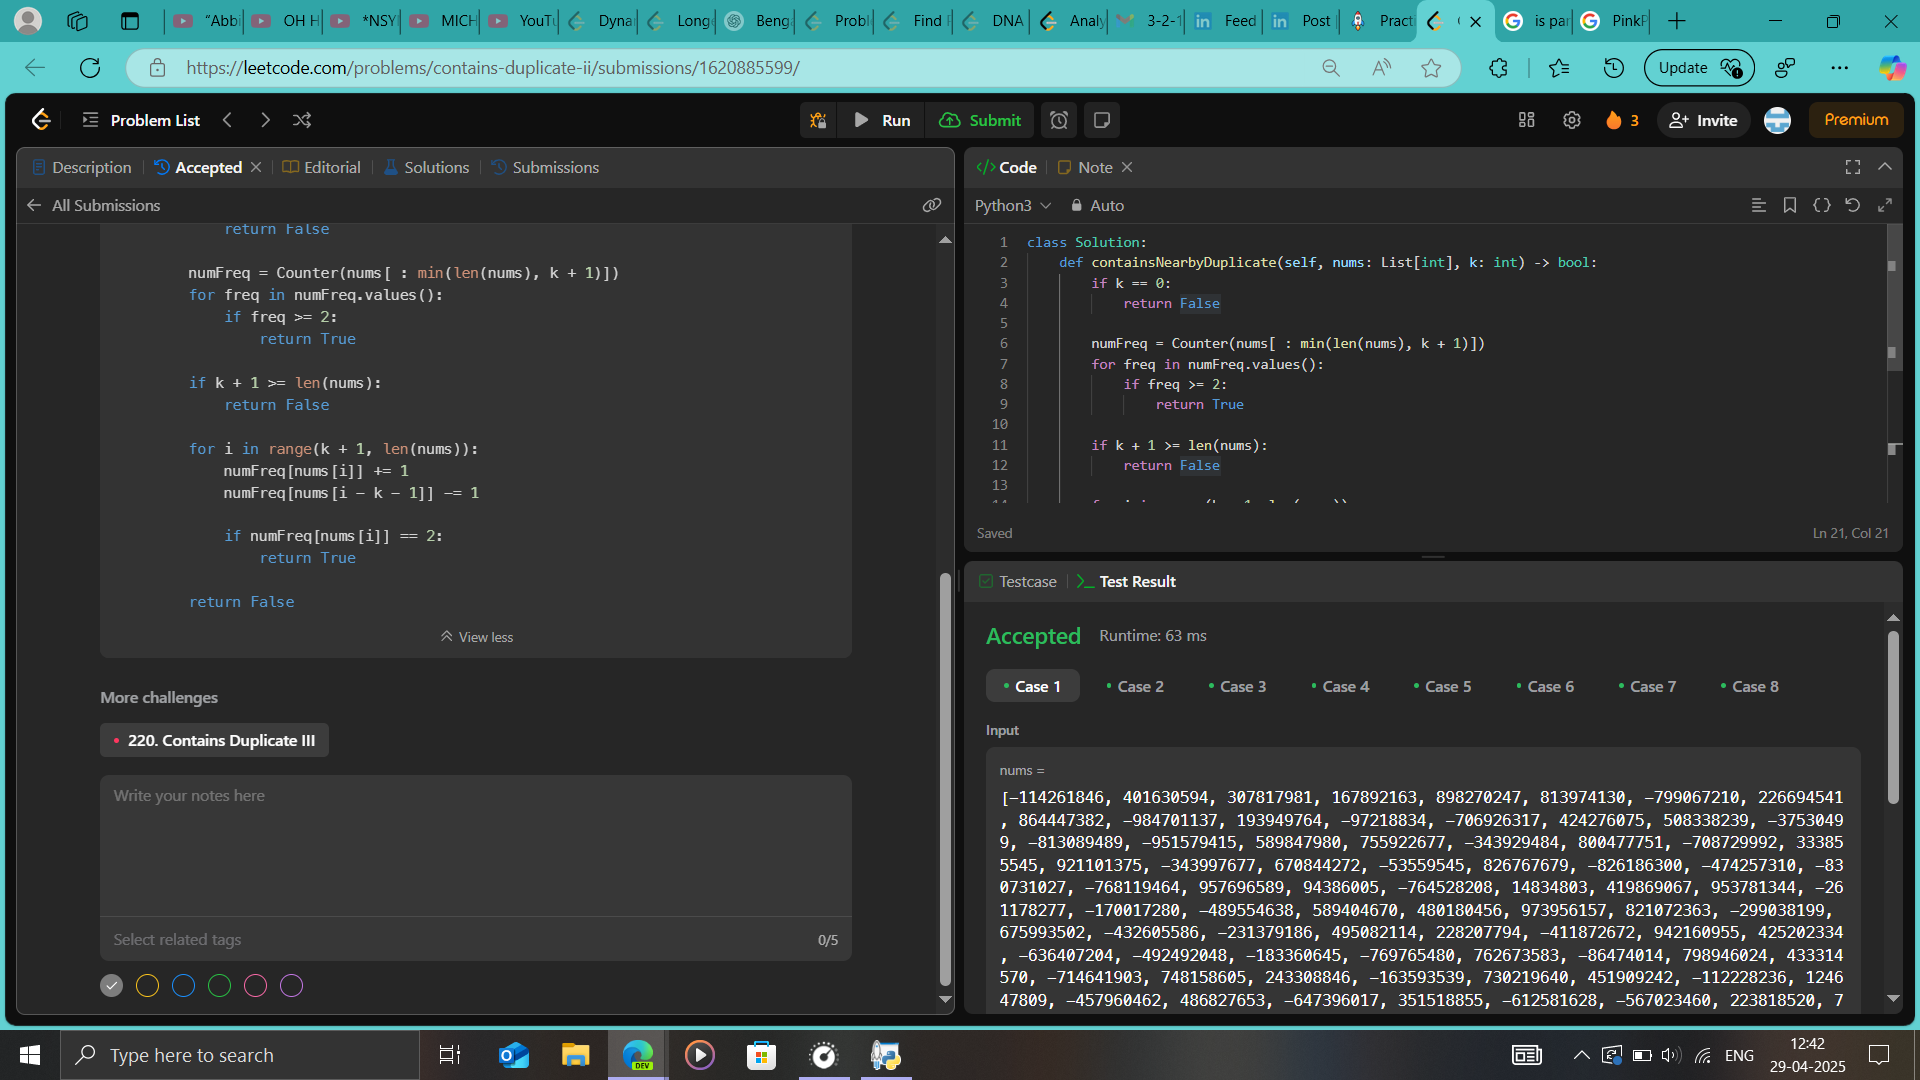 "Abbi
OH H
*NSYI
MICH
YouTu
Dynar
Longe
Benga
Probl
Find F
DNA
Analy
3-2-1
Feed
Post |
Practi
is par
PinkP
https://leetcode.com/problems/contains-duplicate-ii/submissions/1620885599/
Update
Problem List
Run
Submit
3
Invite
Premium
Description
Accepted
Editorial
Solutions
Submissions
All Submissions
return False
numFreq = Counter(nums[ : min(len(nums), k + 1)])
for freq in numFreq.values():
if freq >= 2:
return True
if k + 1 >= len(nums):
return False
for i in range(k + 1, len(nums)):
numFreq[nums[i]] += 1
numFreq[nums[i - k - 1]] -= 1
if numFreq[nums[i]] == 2:
return True
return False
View less
More challenges
220. Contains Duplicate III
Write your notes here
Select related tags
0/5
</> Code
Note
Python3
Auto
1 class Solution:
2 def containsNearbyDuplicate(self, nums: List[int], k: int) -> bool:
3 if k == 0:
4 return False
5
6 numFreq = Counter(nums[ : min(len(nums), k + 1)])
7 for freq in numFreq.values():
8 if freq >= 2:
9 return True
10
11 if k + 1 >= len(nums):
12 return False
13
Saved
Ln 21, Col 21
Testcase
Test Result
Accepted
Runtime: 63 ms
Case 1
Case 2
Case 3
Case 4
Case 5
Case 6
Case 7
Case 8
Input
nums =
[-114261846, 401630594, 307817981, 167892163, 898270247, 813974130, -799067210, 226694541
, 864447382, -984701137, 193949764, -97218834, -706926317, 424276075, 508338239, -3753049
9, -813089489, -951579415, 589847980, 755922677, -343929484, 800477751, -708729992, 33385
5545, 921101375, -343997677, 670844272, -53559545, 826767679, -826186300, -474257310, -83
0731027, -768119464, 957696589, 94386005, -764528208, 14834803, 419869067, 953781344, -26
1178277, -170017280, -489554638, 589404670, 480180456, 973956157, 821072363, -299038199,
675993502, -432605586, -231379186, 495082114, 228207794, -411872672, 942160955, 425202334
, -636407204, -492492048, -183360645, -769765480, 762673583, -86474014, 798946024, 433314
570, -714641903, 748158605, 243308846, -163593539, 730219640, 451909242, -112228236, 1246
47809, -457960462, 486827653, -647396017, 351518855, -612581628, -567023460, 223818520, 7
Type here to search
DEV
ENG
12:42
29-04-2025